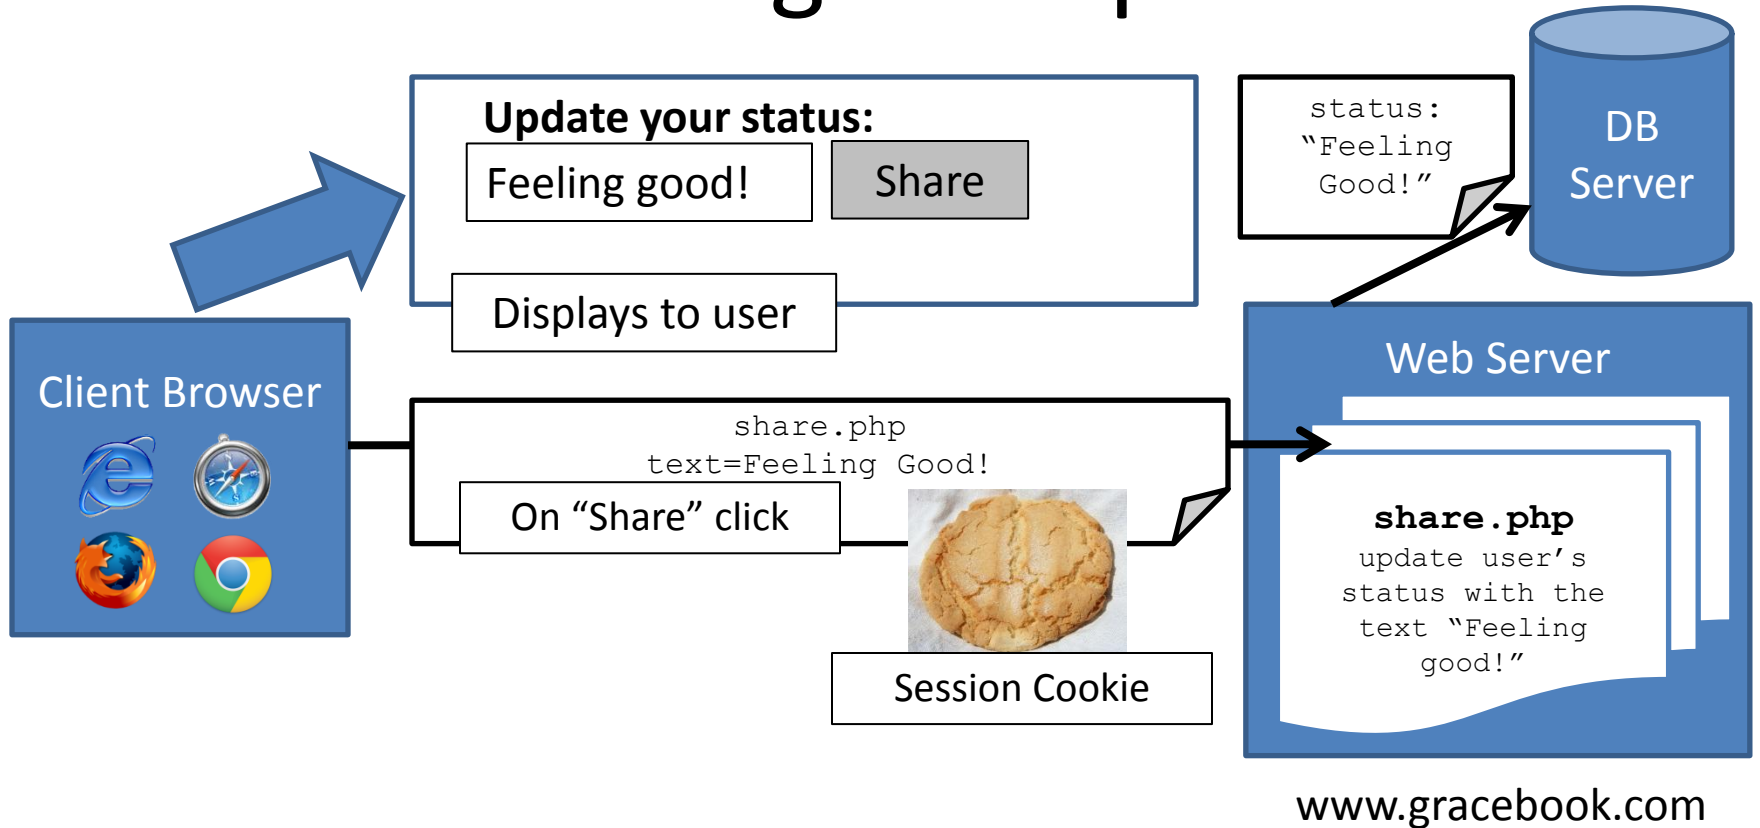 Update your status:
Feeling good!
Share
Displays to user
status:
“Feeling
Good!”
DB
Server
Client Browser
share.php
text=Feeling Good!
On “Share” click
Session Cookie
Web Server
share.php
update user’s
status with the
text “Feeling
good!”
www.gracebook.com